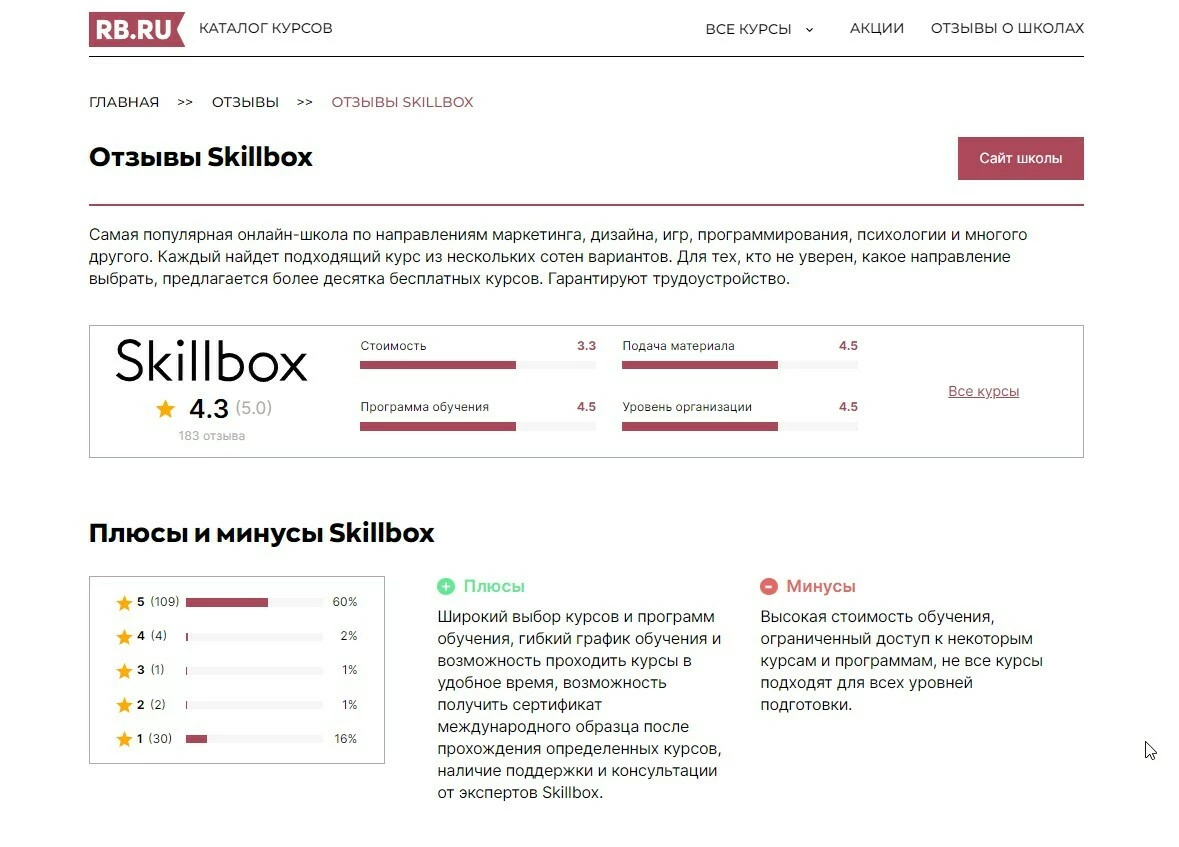 RB.RU КАТАЛОГ КУРСОВ ВСЕ КУРСЫ АКЦИИ ОТЗЫВЫ О ШКОЛАХ
ГЛАВНАЯ >> ОТЗЫВЫ >> ОТЗЫВЫ SKILLBOX
Отзывы Skillbox
Сайт школы
Самая популярная онлайн-школа по направлениям маркетинга, дизайна, игр, программирования, психологии и многого
другого. Каждый найдет подходящий курс из нескольких сотен вариантов. Для тех, кто не уверен, какое направление
выбрать, предлагается более десятка бесплатных курсов. Гарантируют трудоустройство.
Skillbox
4.3 (5.0)
183 отзыва
Стоимость 3.3
Подача материала 4.5
Программа обучения 4.5
Уровень организации 4.5
Все курсы
Плюсы и минусы Skillbox
5 (109) 60%
4 (4) 2%
3 (1) 1%
2 (2) 1%
1 (30) 16%
Плюсы
Широкий выбор курсов и программ
обучения, гибкий график обучения и
возможность проходить курсы в
удобное время, возможность
получить сертификат
международного образца после
прохождения определенных курсов,
наличие поддержки и консультации
от экспертов Skillbox.
Минусы
Высокая стоимость обучения,
ограниченный доступ к некоторым
курсам и программам, не все курсы
подходят для всех уровней
подготовки.